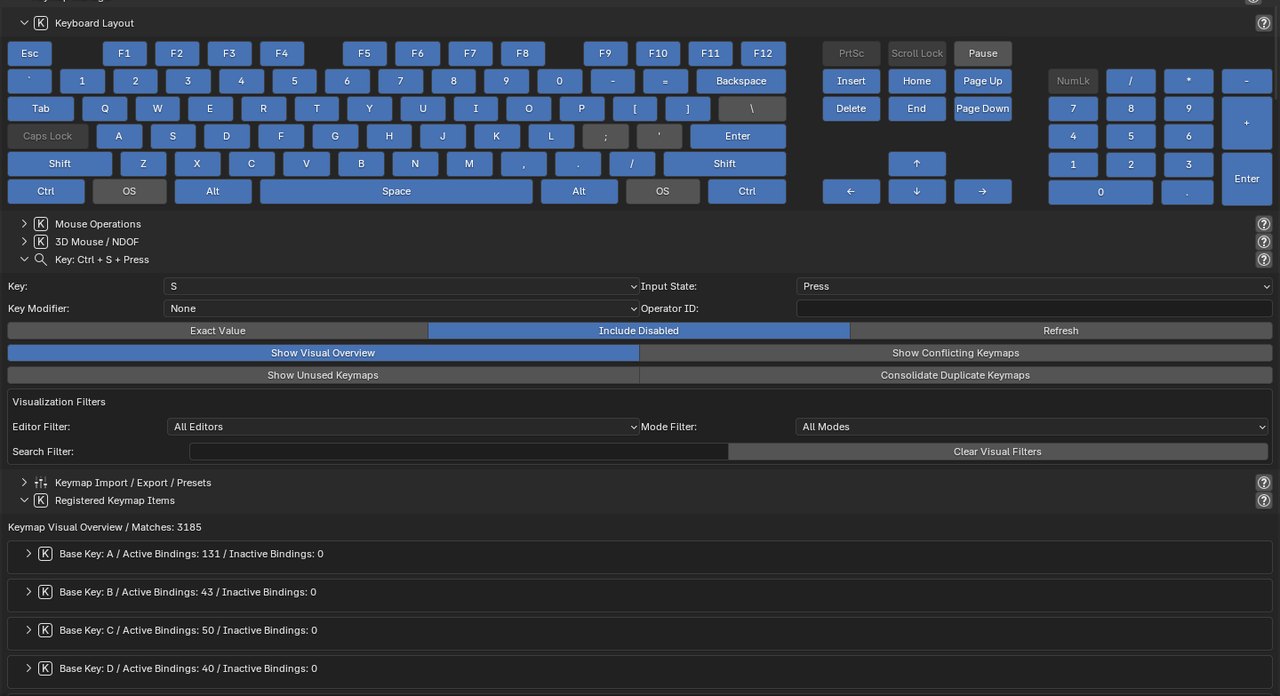 Keyboard Layout
Esc F1 F2 F3 F4 F5 F6 F7 F8 F9 F10 F11 F12 PrtSc Scroll Lock Pause
` 1 2 3 4 5 6 7 8 9 0 - = Backspace Insert Home Page Up NumLk / * -
Tab Q W E R T Y U I O P [ ] \ Delete End Page Down 7 8 9 +
Caps Lock A S D F G H J K L ; ' Enter 4 5 6
Shift Z X C V B N M , . / Shift ↑ 1 2 3 Enter
Ctrl OS Alt Space Alt OS Ctrl ← ↓ → 0 .
Mouse Operations
3D Mouse / NDOF
Key: Ctrl + S + Press
Key: S Input State: Press
Key Modifier: None Operator ID:
Exact Value Include Disabled Refresh
Show Visual Overview Show Conflicting Keymaps
Show Unused Keymaps Consolidate Duplicate Keymaps
Visualization Filters
Editor Filter: All Editors Mode Filter: All Modes
Search Filter: Clear Visual Filters
Keymap Import / Export / Presets
Registered Keymap Items
Keymap Visual Overview / Matches: 3185
Base Key: A / Active Bindings: 131 / Inactive Bindings: 0
Base Key: B / Active Bindings: 43 / Inactive Bindings: 0
Base Key: C / Active Bindings: 50 / Inactive Bindings: 0
Base Key: D / Active Bindings: 40 / Inactive Bindings: 0